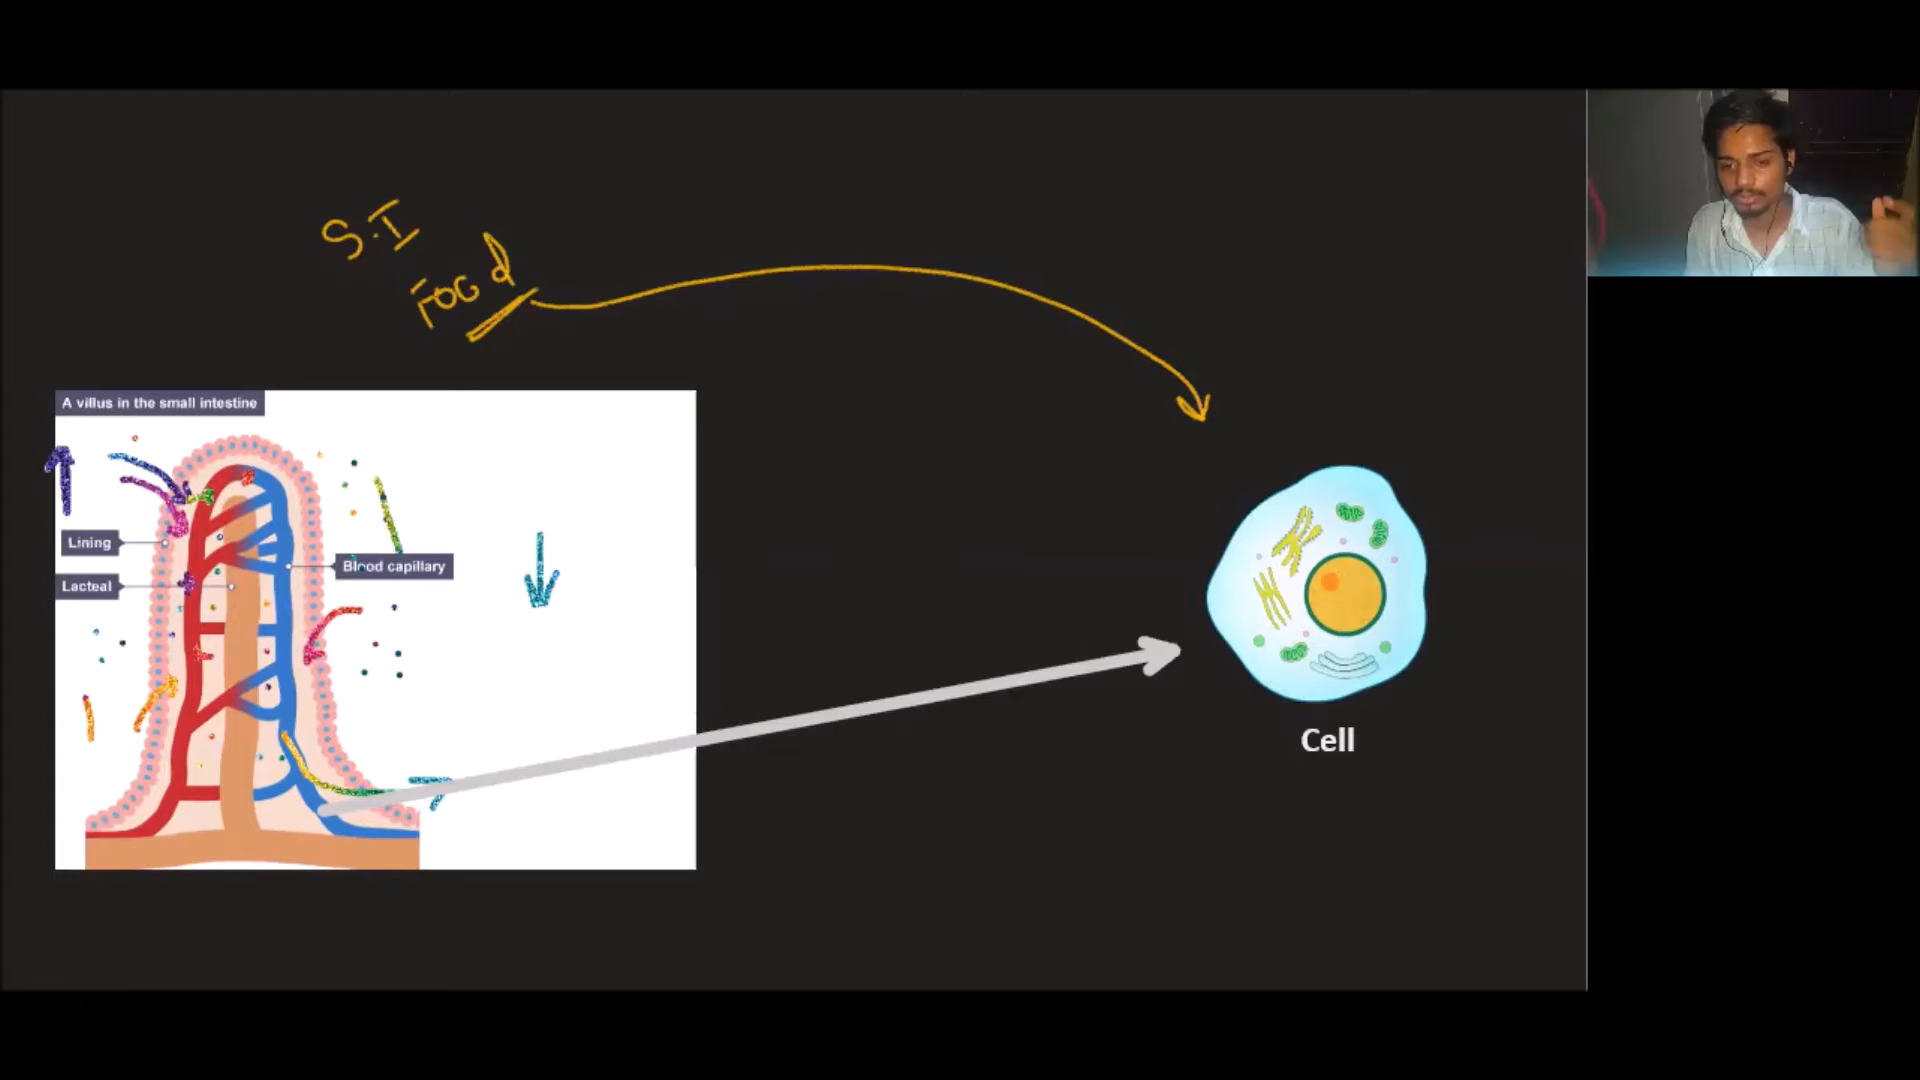 S.I
Food
A villus in the small intestine
Lining
Blood capillary
Lacteal
Cell